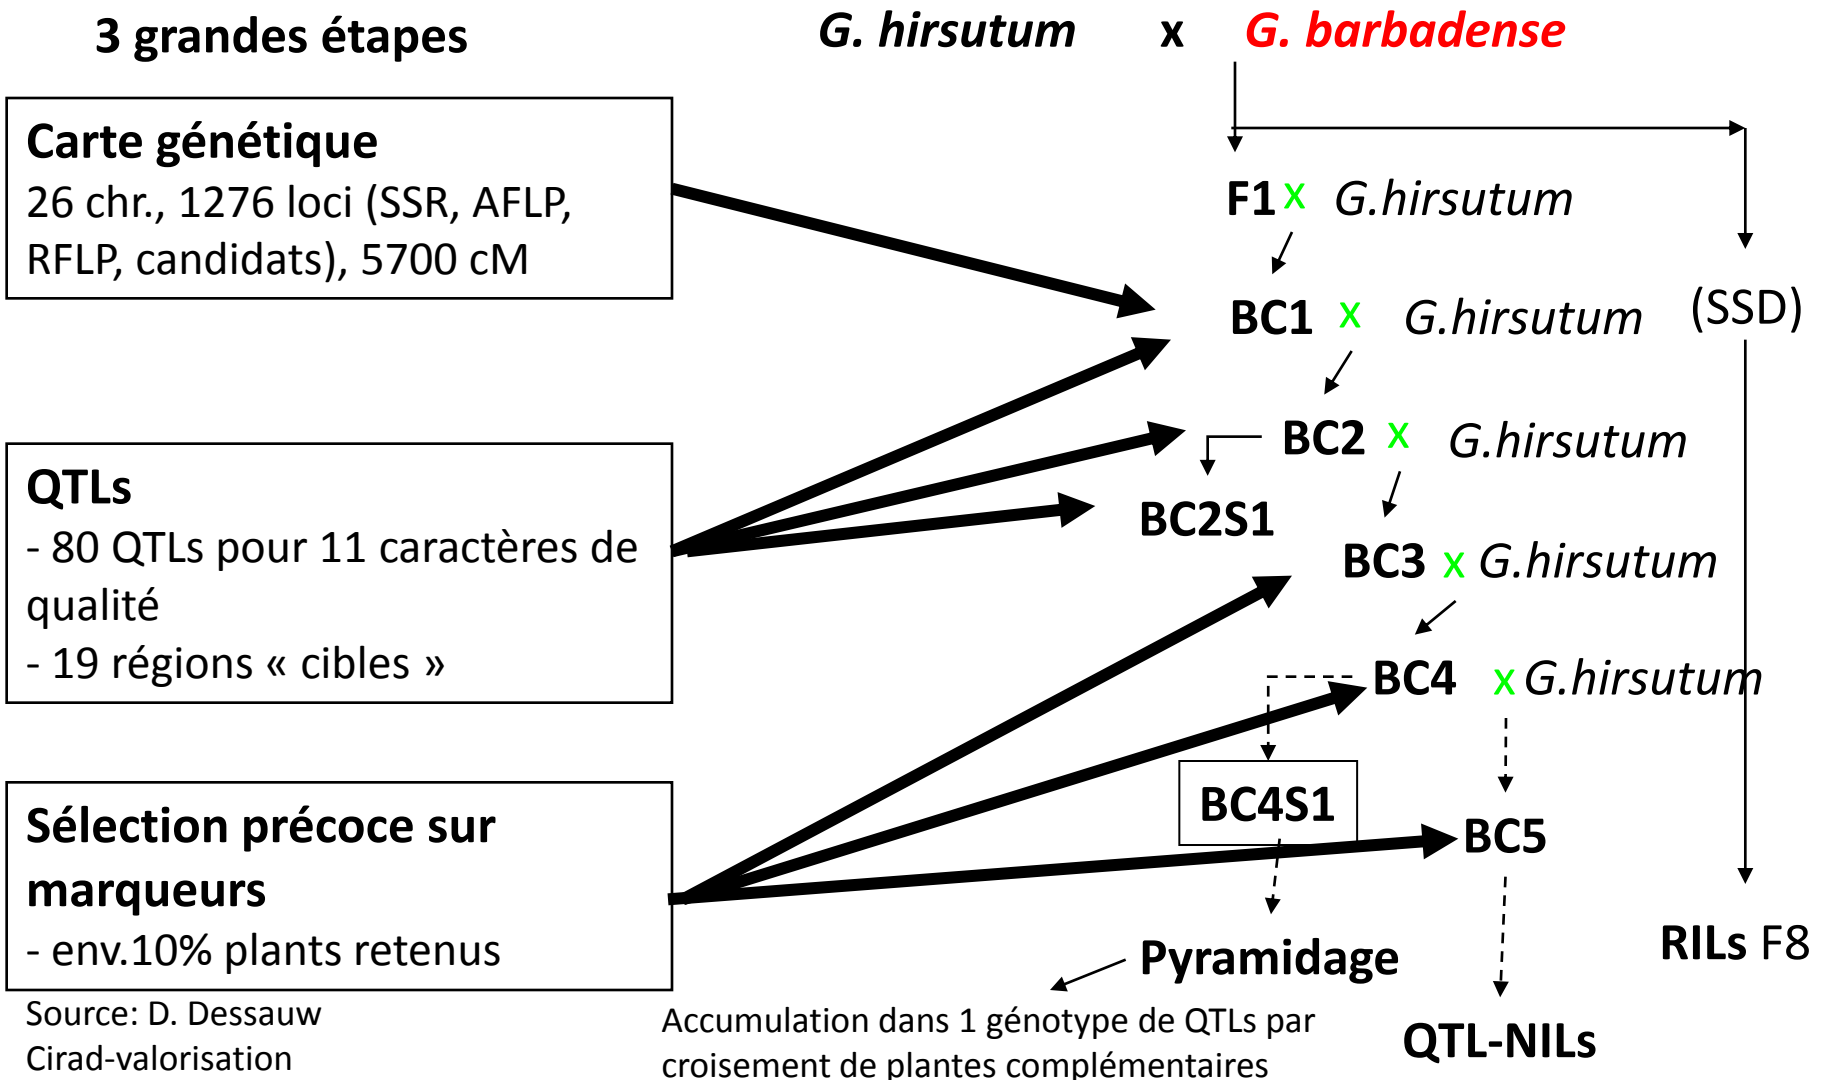 3 grandes étapes
G. hirsutum x G. barbadense
Carte génétique
26 chr., 1276 loci (SSR, AFLP,
RFLP, candidats), 5700 cM
QTLs
- 80 QTLs pour 11 caractères de
qualité
- 19 régions « cibles »
Sélection précoce sur
marqueurs
- env.10% plants retenus
Source: D. Dessauw
Cirad-valorisation
F1 x G.hirsutum
BC1 x G.hirsutum
(SSD)
BC2 x G.hirsutum
BC2S1
BC3 x G.hirsutum
BC4 x G.hirsutum
BC4S1
BC5
Pyramidage
RILs F8
Accumulation dans 1 génotype de QTLs par
croisement de plantes complémentaires
QTL-NILs